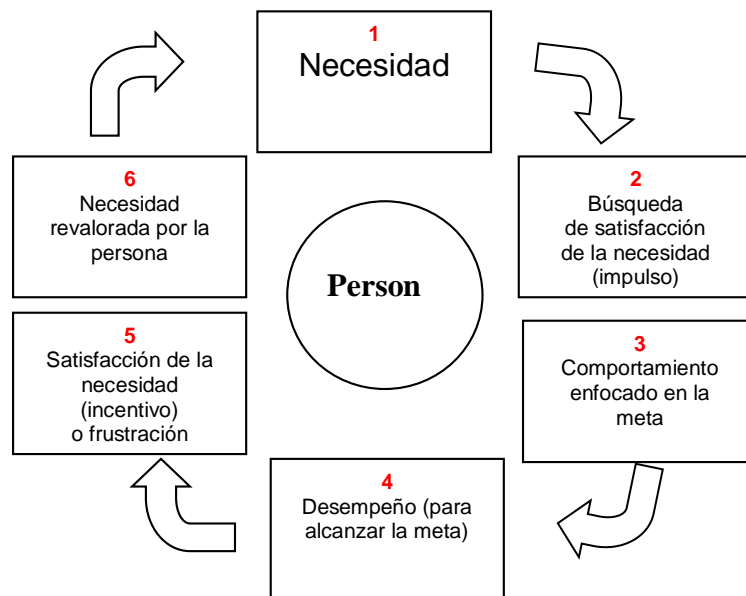 1
Necesidad
2
Búsqueda
de satisfacción
de la necesidad
(impulso)
3
Comportamiento
enfocado en la
meta
4
Desempeño (para
alcanzar la meta)
5
Satisfacción de la
necesidad
(incentivo)
o frustración
6
Necesidad
revalorada por la
persona
Person